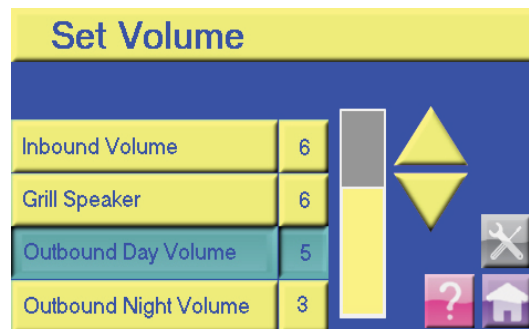 Set Volume
Inbound Volume 6
Grill Speaker 6
Outbound Day Volume 5
Outbound Night Volume 3
?